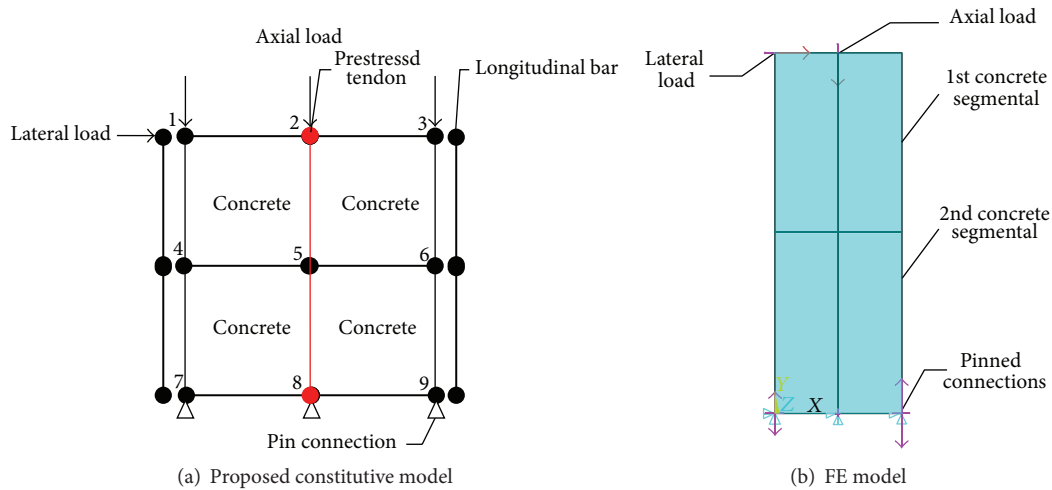 Axial load
Prestressd
tendon
Longitudinal bar
Lateral load
1
2
3
Concrete
Concrete
4
5
6
Concrete
Concrete
7
8
9
Pin connection
(a) Proposed constitutive model
Axial load
Lateral
load
1st concrete
segmental
2nd concrete
segmental
Pinned
connections
Y
Z
X
(b) FE model